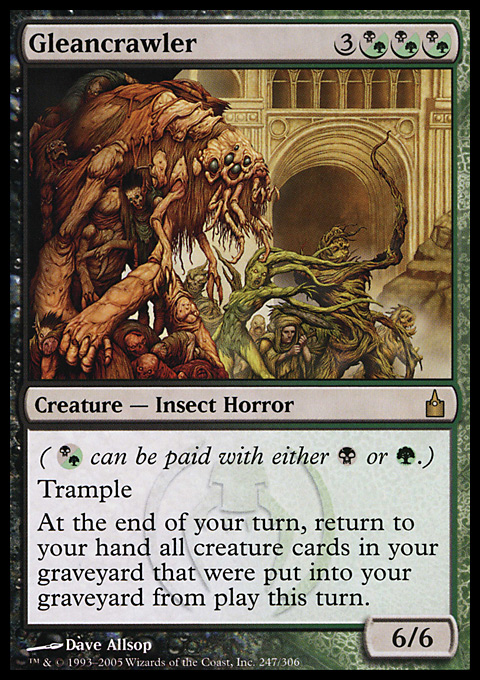 Gleancrawler 3
Creature — Insect Horror
( can be paid with either or .)
Trample
At the end of your turn, return to
your hand all creature cards in your
graveyard that were put into your
graveyard from play this turn.
Dave Allsop
6/6
™ & © 1993–2005 Wizards of the Coast, Inc. 247/306